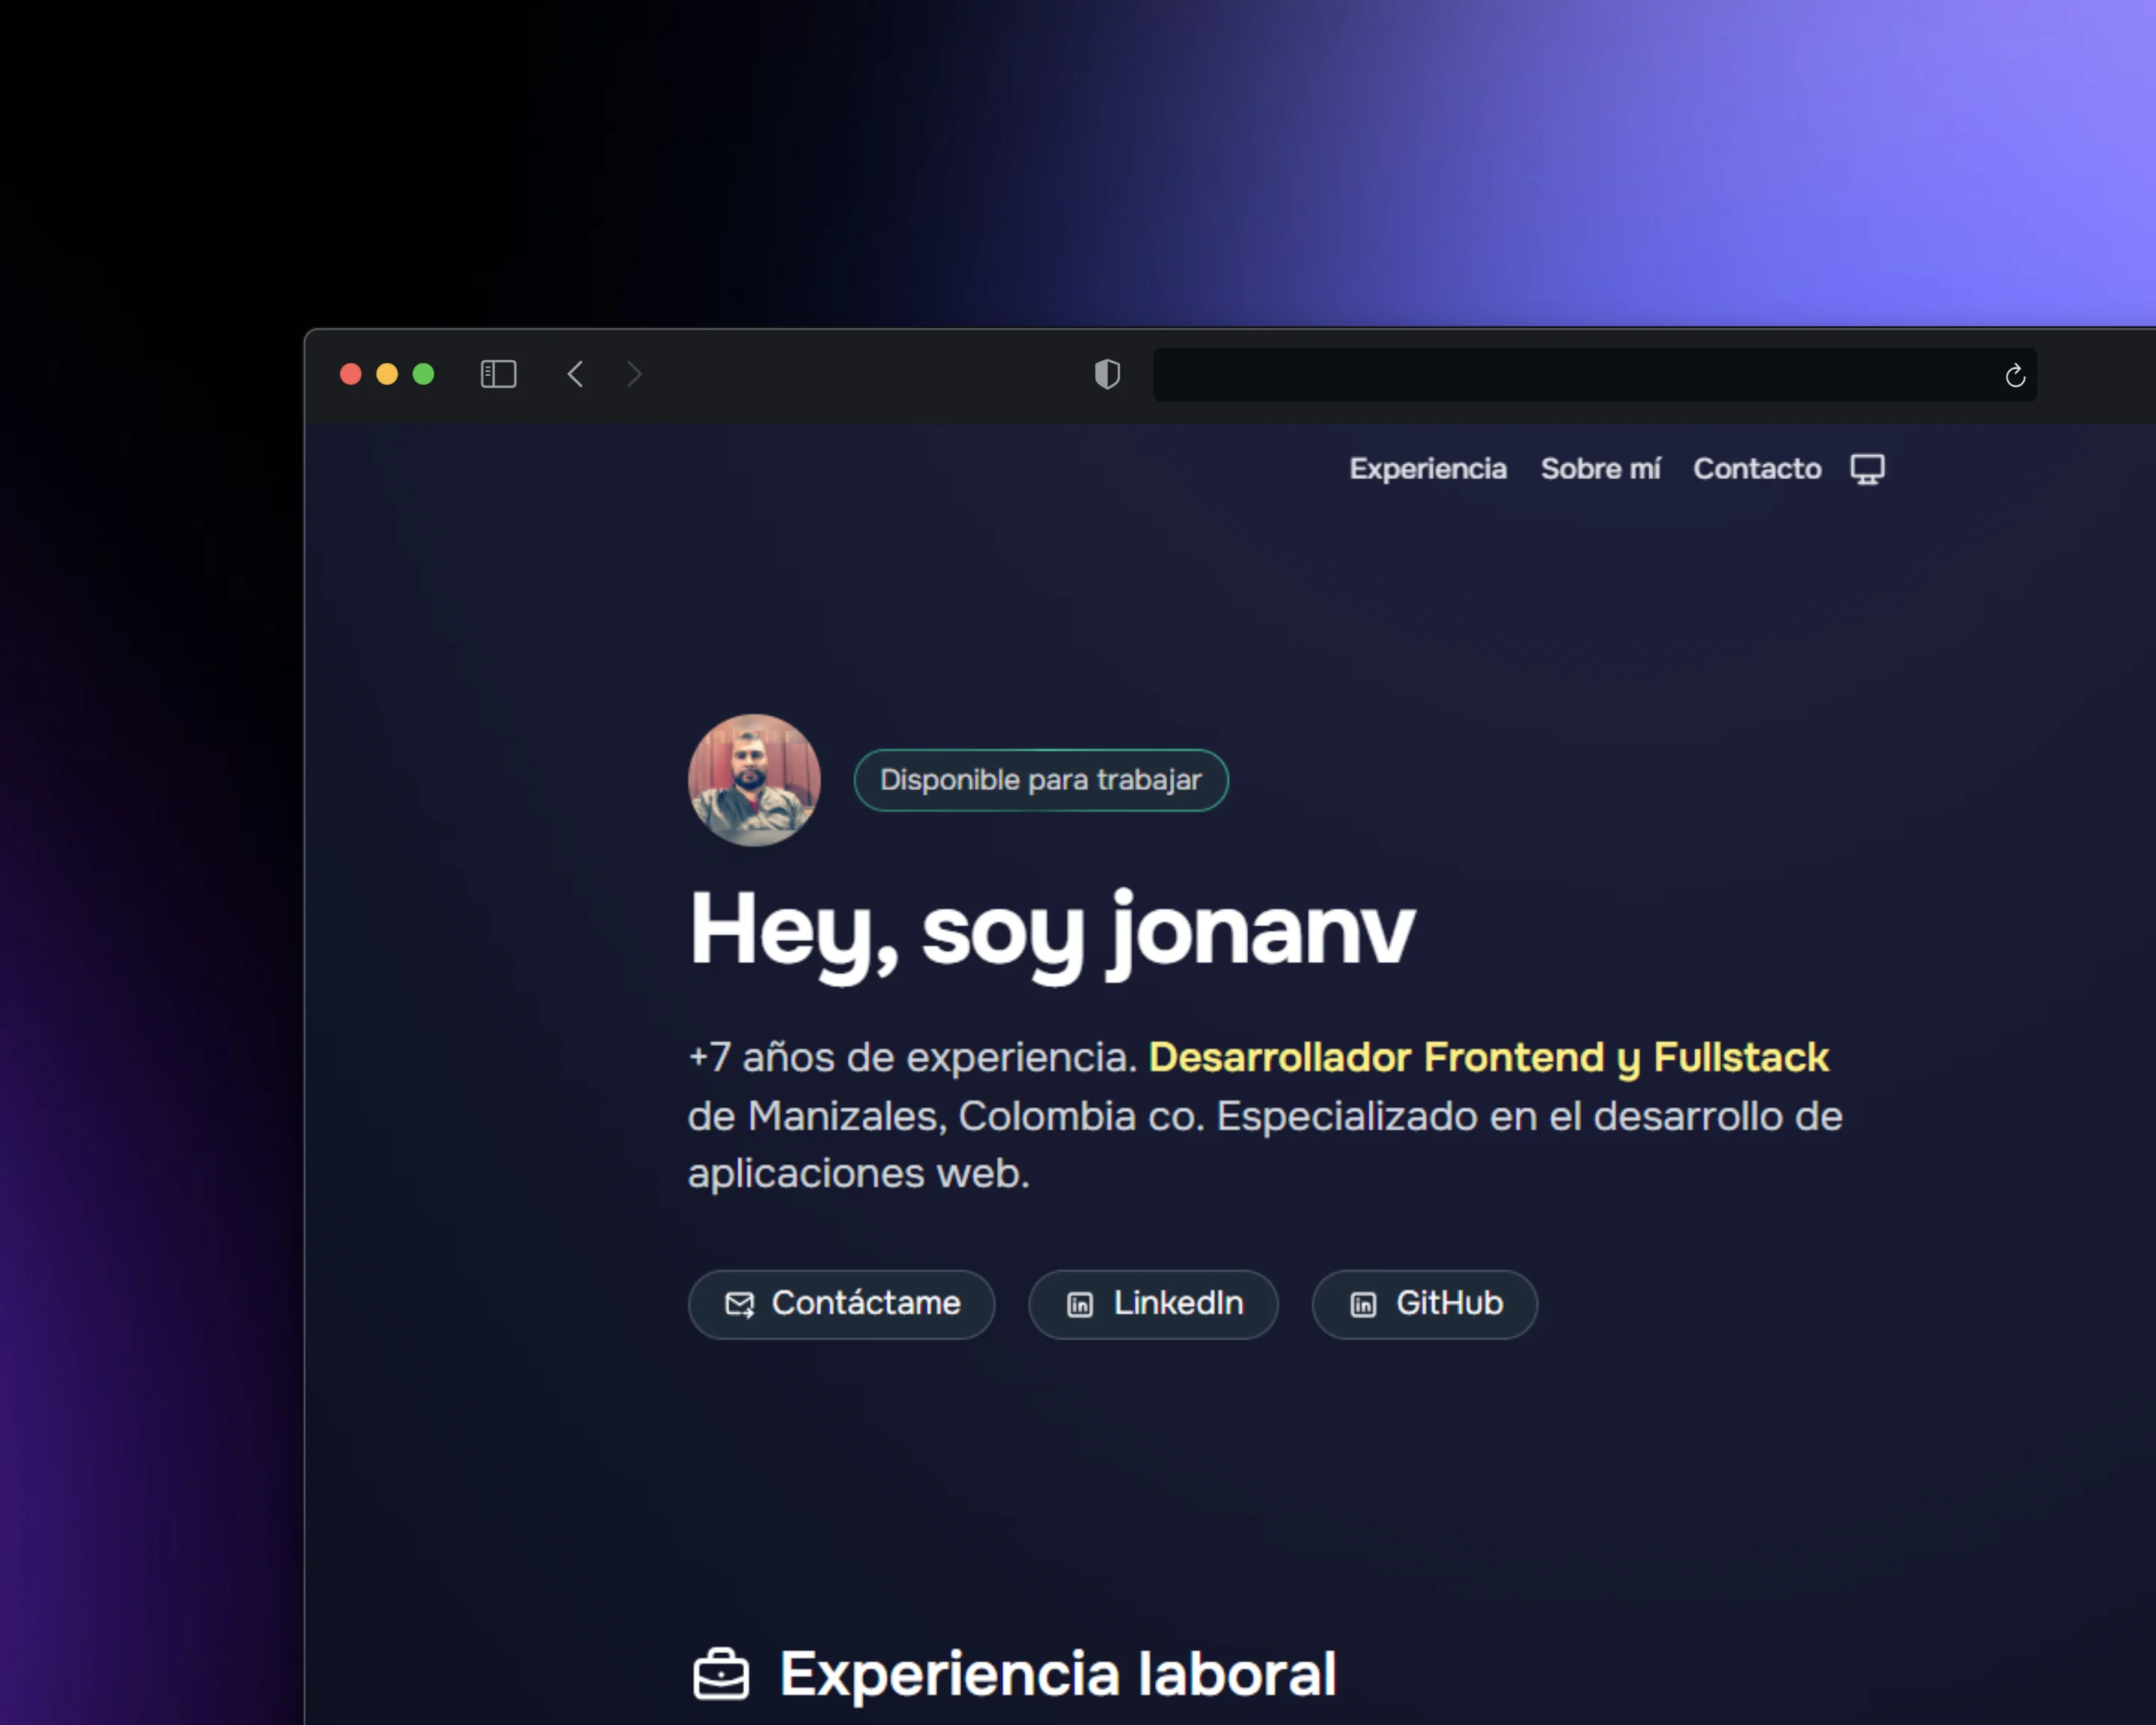 Experiencia Sobre mí Contacto
Disponible para trabajar
Hey, soy jonanv
+7 años de experiencia. Desarrollador Frontend y Fullstack
de Manizales, Colombia co. Especializado en el desarrollo de
aplicaciones web.
Contáctame LinkedIn GitHub
Experiencia laboral